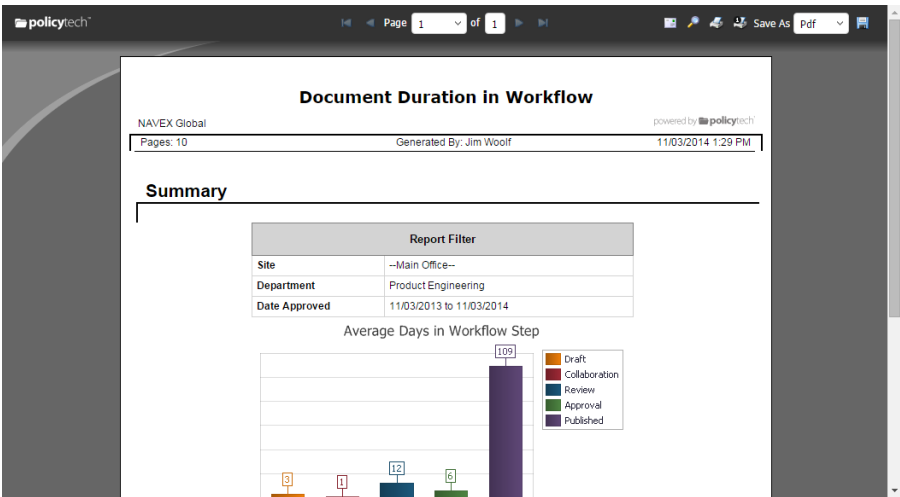 policytech
Page 1 of 1 Save As Pdf
Document Duration in Workflow
NAVEX Global powered by policytech
Pages: 10 Generated By: Jim Woolf 11/03/2014 1:29 PM
Summary
Report Filter
Site --Main Office--
Department Product Engineering
Date Approved 11/03/2013 to 11/03/2014
Average Days in Workflow Step
109
Draft
Collaboration
Review
Approval
Published
3 1 12 6